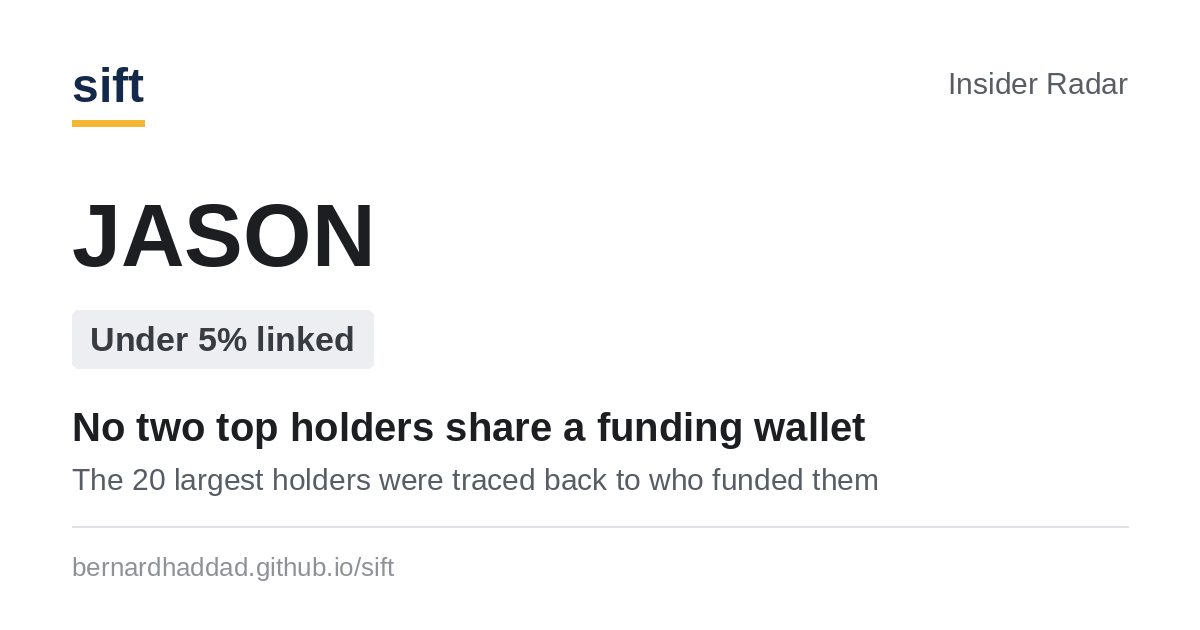 sift
Insider Radar
JASON
Under 5% linked
No two top holders share a funding wallet
The 20 largest holders were traced back to who funded them
bernardhaddad.github.io/sift